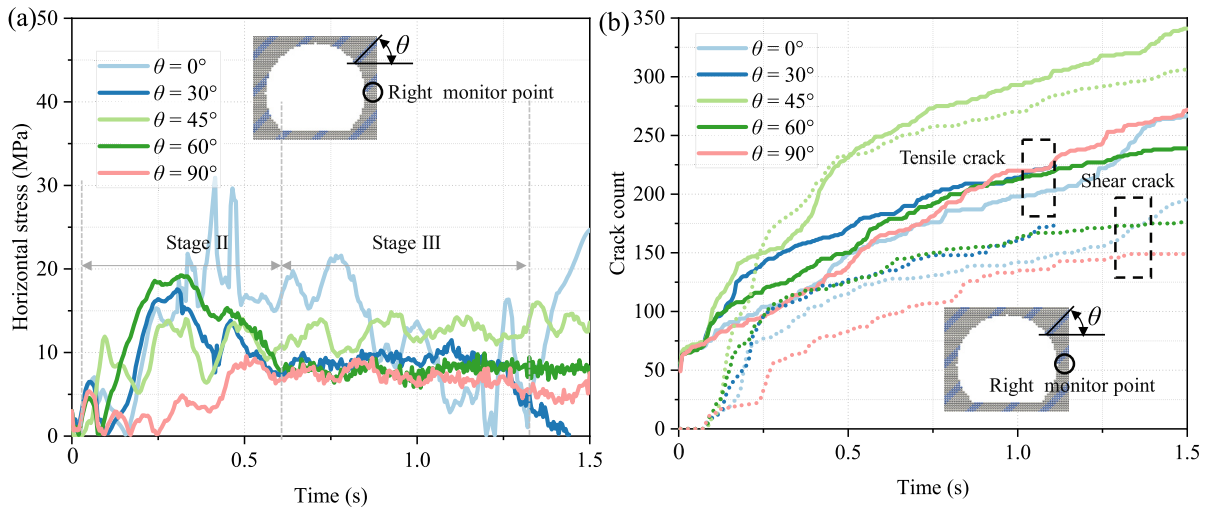 (a)
50
40
30
20
10
0
Horizontal stress (MPa)
θ = 0°
θ = 30°
θ = 45°
θ = 60°
θ = 90°
θ
Right monitor point
Stage II
Stage III
0
0.5
1.0
1.5
Time (s)
(b)
350
300
250
200
150
100
50
0
Crack count
θ = 0°
θ = 30°
θ = 45°
θ = 60°
θ = 90°
Tensile crack
Shear crack
θ
Right monitor point
0
0.5
1.0
1.5
Time (s)